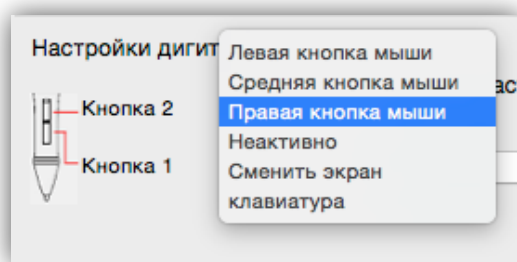 Настройки дигит
Левая кнопка мыши
Средняя кнопка мыши
ас
Правая кнопка мыши
Неактивно
Сменить экран
клавиатура
Кнопка 2
Кнопка 1